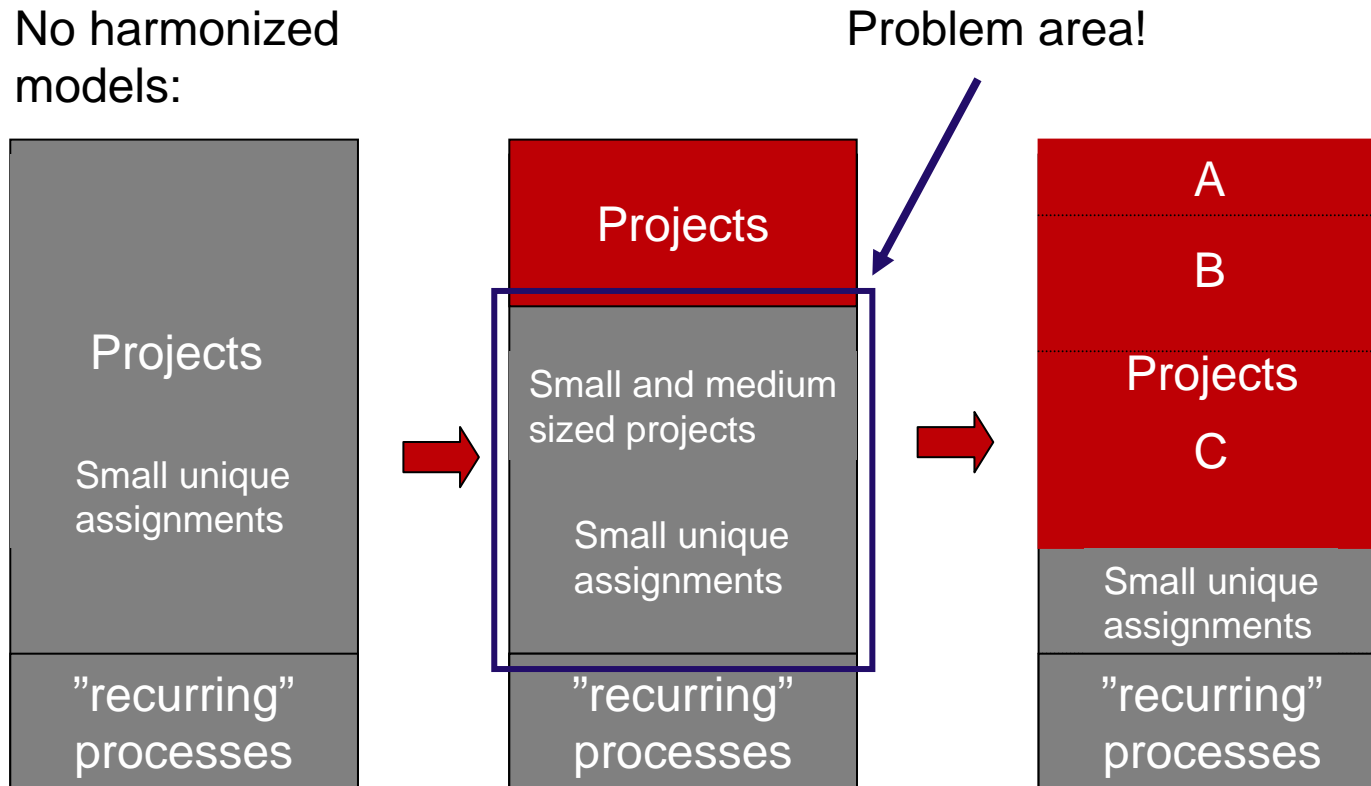 No harmonized
models:
Problem area!
Projects
Small unique
assignments
”recurring”
processes
Projects
Small and medium
sized projects
Small unique
assignments
”recurring”
processes
A
B
Projects
C
Small unique
assignments
”recurring”
processes